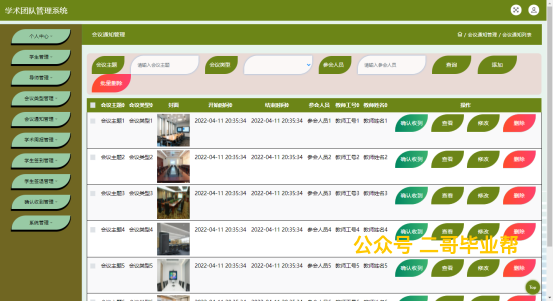 学术团队管理系统
个人中心
学生管理
导师管理
会议类型管理
会议通知管理
学术简报管理
学生签到管理
学生签退管理
确认收到管理
系统管理
会议通知管理
/ 会议通知管理 / 会议通知列表
会议主题 请输入会议主题 会议类型 参会人员 请输入参会人员 查询 添加
批量删除
会议主题 会议类型 封面 开始时间 结束时间 参会人员 教师工号 教师姓名 操作
会议主题1 会议类型1 2022-04-11 20:35:34 2022-04-11 20:35:34 参会人员1 教师工号1 教师姓名1 确认收到 查看 修改 删除
会议主题2 会议类型2 2022-04-11 20:35:34 2022-04-11 20:35:34 参会人员2 教师工号2 教师姓名2 确认收到 查看 修改 删除
会议主题3 会议类型3 2022-04-11 20:35:34 2022-04-11 20:35:34 参会人员3 教师工号3 教师姓名3 确认收到 查看 修改 删除
会议主题4 会议类型4 2022-04-11 20:35:34 2022-04-11 20:35:34 参会人员4 教师工号4 教师姓名4 确认收到 查看 修改 删除
公众号 二哥毕业帮
会议主题5 会议类型5 2022-04-11 20:35:34 2022-04-11 20:35:34 参会人员5 教师工号5 教师姓名5 确认收到 查看 修改 删除
Top